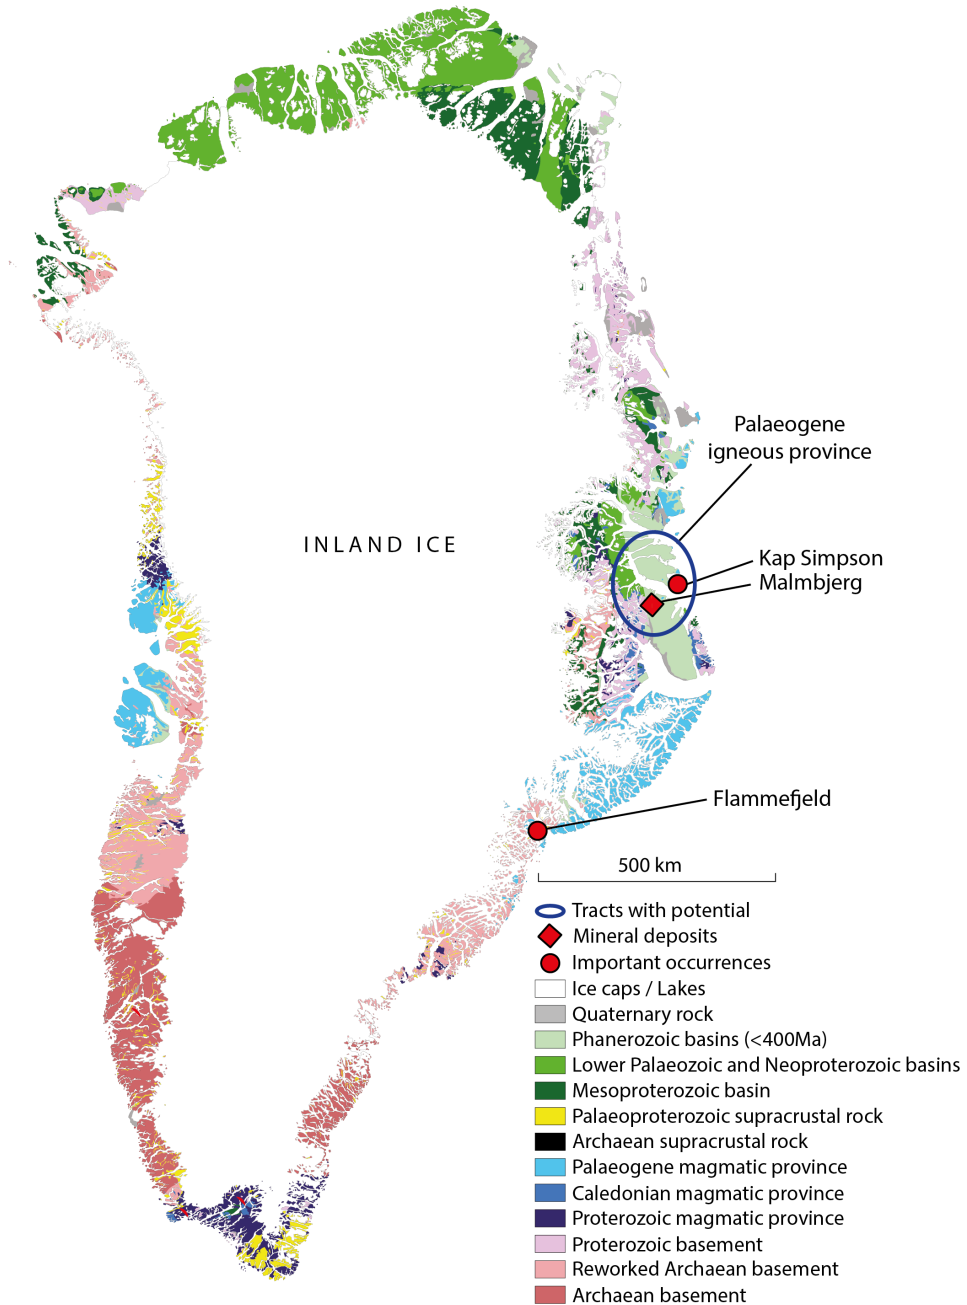 Palaeogene
igneous province
INLAND ICE
Kap Simpson
Malmbjerg
Flammefjeld
500 km
Tracts with potential
Mineral deposits
Important occurrences
Ice caps / Lakes
Quaternary rock
Phanerozoic basins (<400Ma)
Lower Palaeozoic and Neoproterozoic basins
Mesoproterozoic basin
Palaeoproterozoic supracrustal rock
Archaean supracrustal rock
Palaeogene magmatic province
Caledonian magmatic province
Proterozoic magmatic province
Proterozoic basement
Reworked Archaean basement
Archaean basement